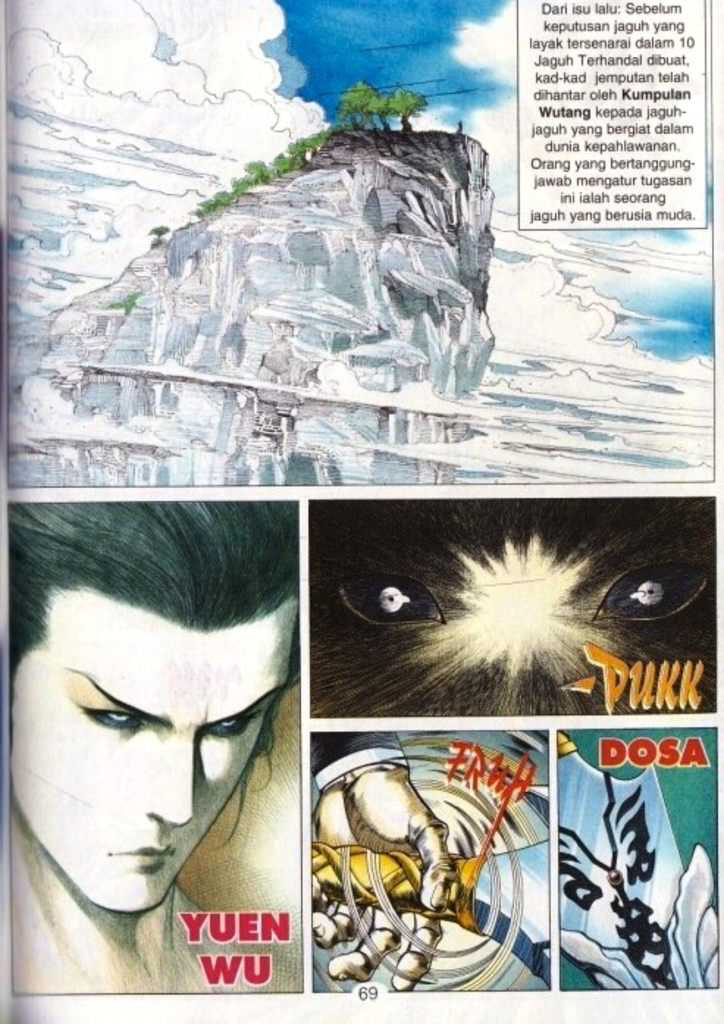 Dari isu lalu: Sebelum
keputusan jaguh yang
layak tersenarai dalam 10
Jaguh Terhandal dibuat,
kad-kad jemputan telah
dihantar oleh Kumpulan
Wutang kepada jaguh-
jaguh yang bergiat dalam
dunia kepahlawanan.
Orang yang bertanggung-
jawab mengatur tugasan
ini ialah seorang
jaguh yang berusia muda.
PUKK
DOSA
YUEN
WU
69